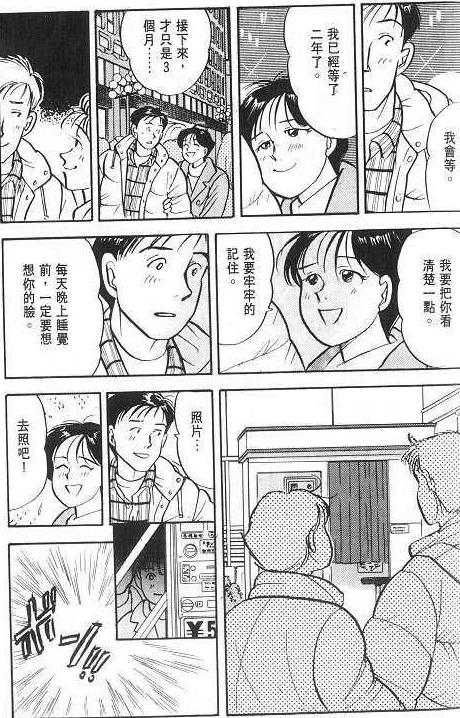 我會等。
我已經等了
二年了。
接下來，
才只是3
個月……
我要把你看
清楚一點。
我要牢牢的
記住。
每天晚上睡覺
前，一定要想
想你的臉。
照片…
去照吧！
¥5